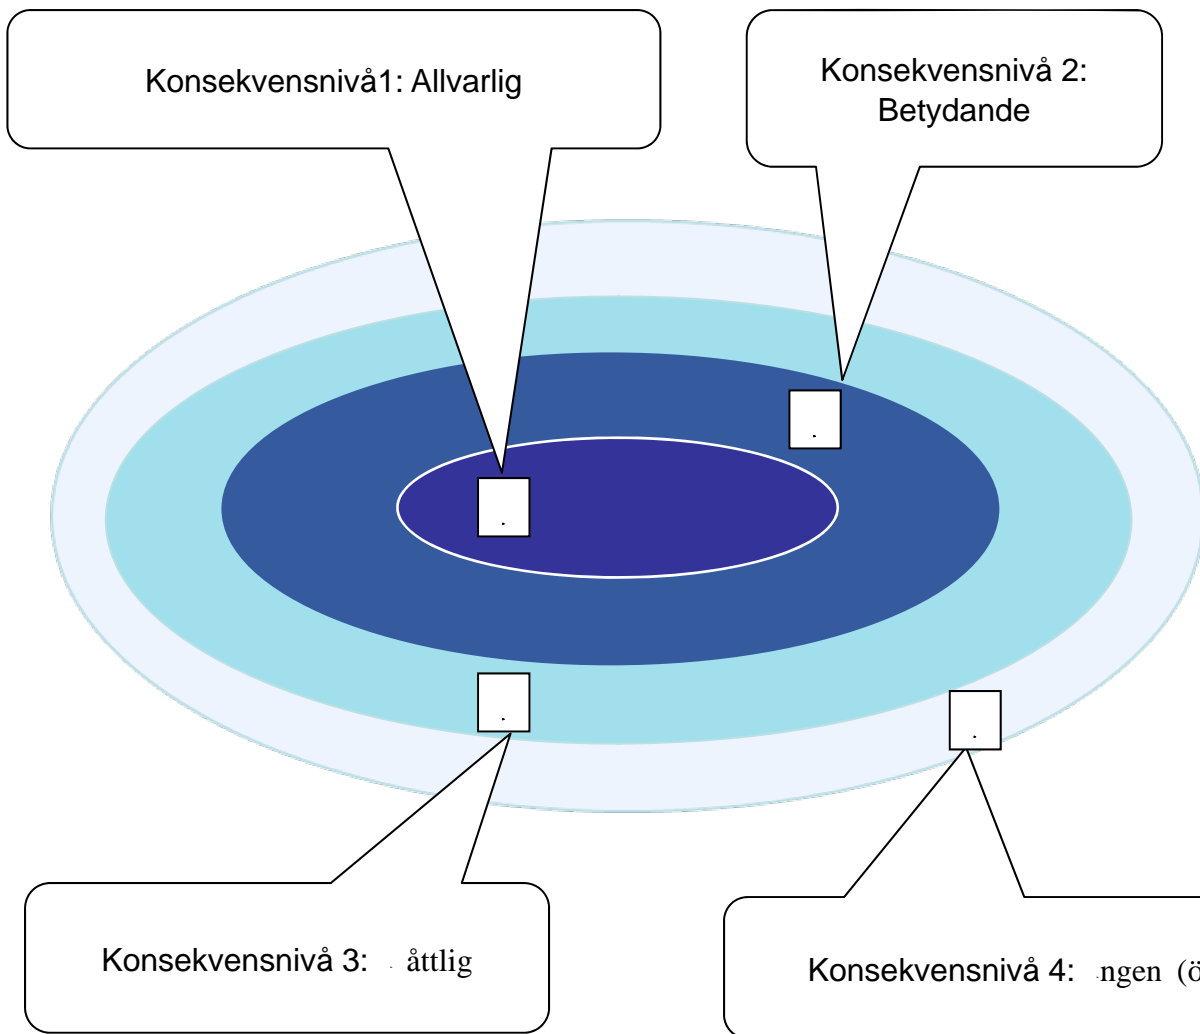 Konsekvensnivå1: Allvarlig
Konsekvensnivå 2:
Betydande
Konsekvensnivå 3: åttlig
Konsekvensnivå 4: ngen (ö